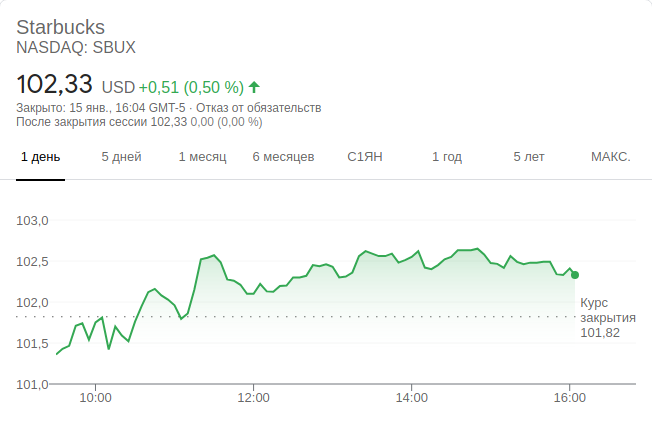 Starbucks
NASDAQ: SBUX
102,33 USD +0,51 (0,50 %)
Закрыто: 15 янв., 16:04 GMT-5 · Отказ от обязательств
После закрытия сессии 102,33 0,00 (0,00 %)
1 день 5 дней 1 месяц 6 месяцев С1ЯН 1 год 5 лет МАКС.
103,0
102,5
102,0
Курс
закрытия
101,82
101,5
101,0
10:00 12:00 14:00 16:00